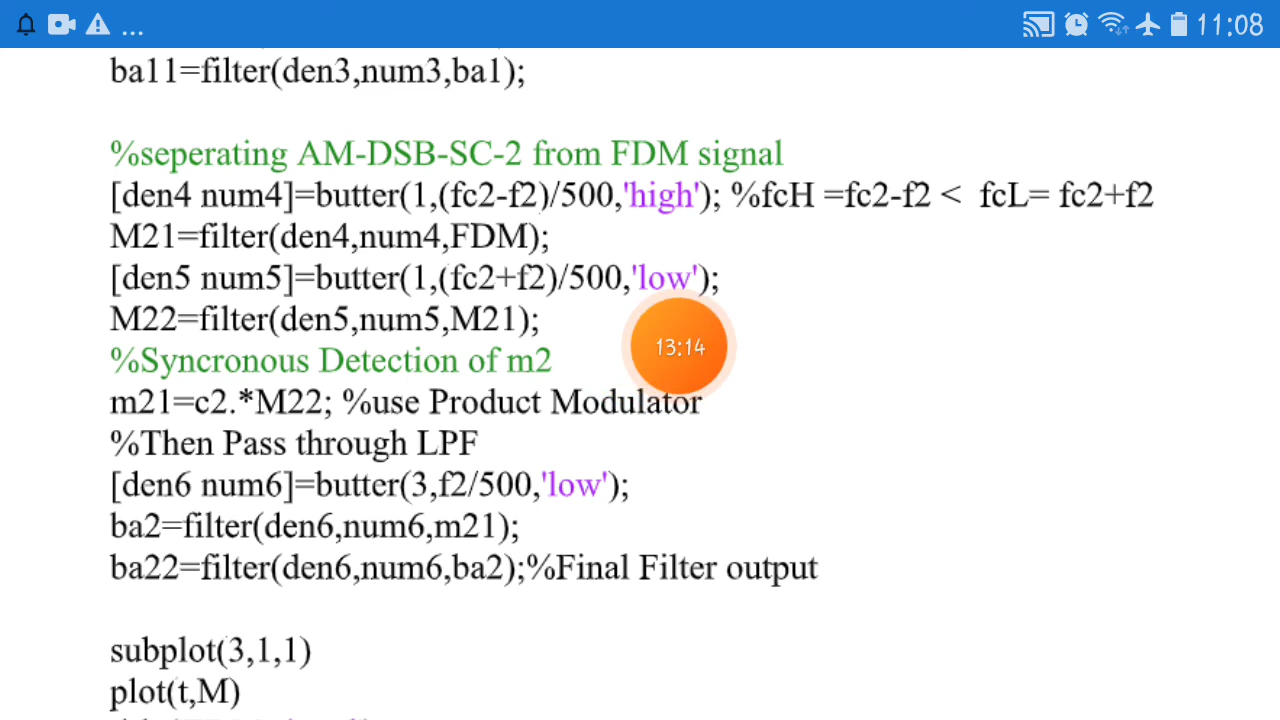 ... 11:08
ba11=filter(den3,num3,ba1);
%seperating AM-DSB-SC-2 from FDM signal
[den4 num4]=butter(1,(fc2-f2)/500,'high'); %fcH =fc2-f2 < fcL= fc2+f2
M21=filter(den4,num4,FDM);
[den5 num5]=butter(1,(fc2+f2)/500,'low');
M22=filter(den5,num5,M21);
13:14
%Syncronous Detection of m2
m21=c2.*M22; %use Product Modulator
%Then Pass through LPF
[den6 num6]=butter(3,f2/500,'low');
ba2=filter(den6,num6,m21);
ba22=filter(den6,num6,ba2);%Final Filter output
subplot(3,1,1)
plot(t,M)